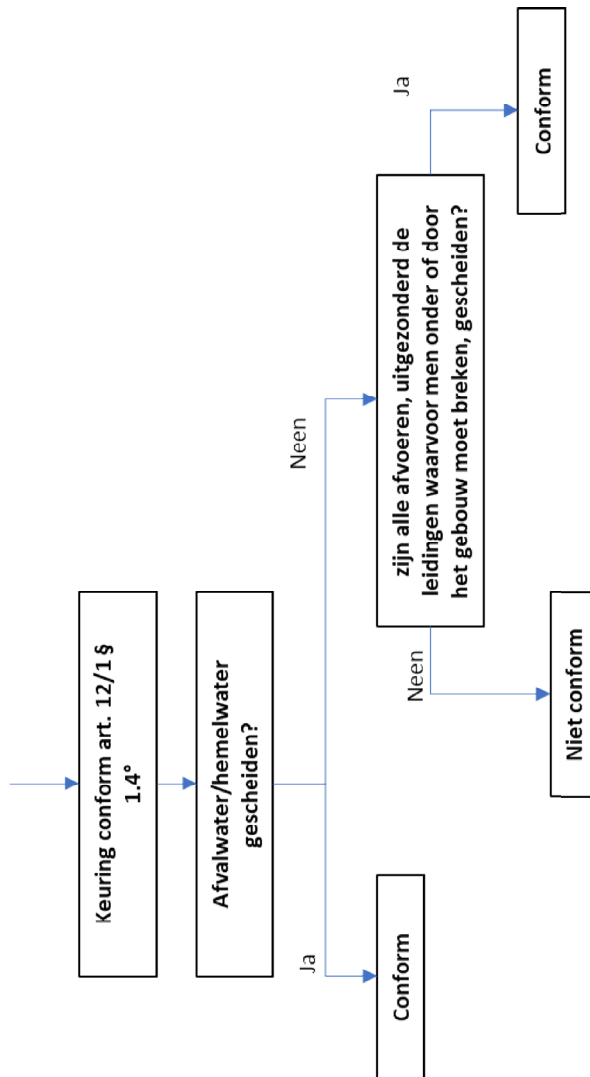 Keuring conform art. 12/1 §
1.4°
Afvalwater/hemelwater
gescheiden?
Ja
Neen
Conform
zijn alle afvoeren, uitgezonderd de
leidingen waarvoor men onder of door
het gebouw moet breken, gescheiden?
Neen
Ja
Niet conform
Conform